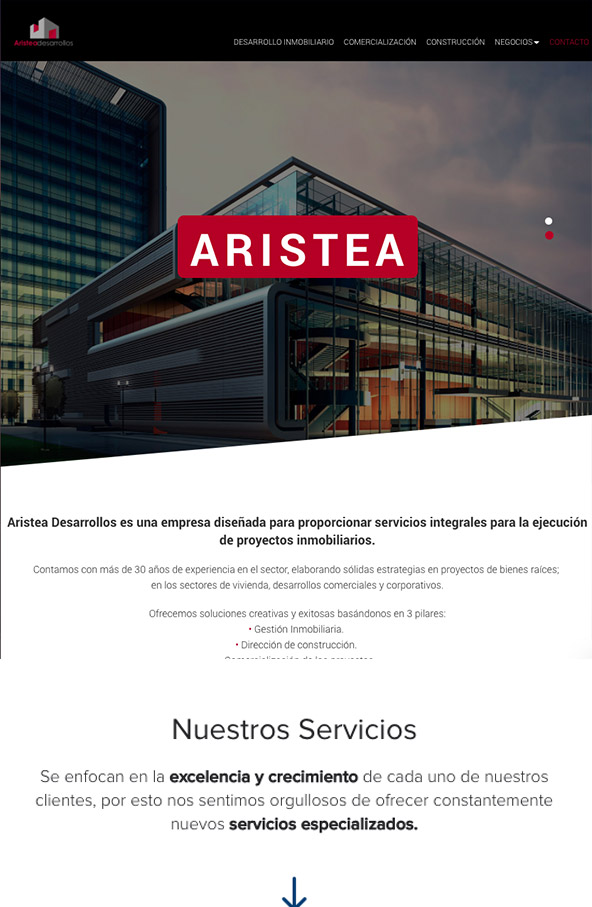 Aristeadesarrollos
DESARROLLO INMOBILIARIO COMERCIALIZACIÓN CONSTRUCCIÓN NEGOCIOS CONTACTO
ARISTEA
Aristea Desarrollos es una empresa diseñada para proporcionar servicios integrales para la ejecución
de proyectos inmobiliarios.
Contamos con más de 30 años de experiencia en el sector, elaborando sólidas estrategias en proyectos de bienes raíces;
en los sectores de vivienda, desarrollos comerciales y corporativos.
Ofrecemos soluciones creativas y exitosas basándonos en 3 pilares:
• Gestión Inmobiliaria.
• Dirección de construcción.
Comercialización de los proyectos
Nuestros Servicios
Se enfocan en la excelencia y crecimiento de cada uno de nuestros
clientes, por esto nos sentimos orgullosos de ofrecer constantemente
nuevos servicios especializados.